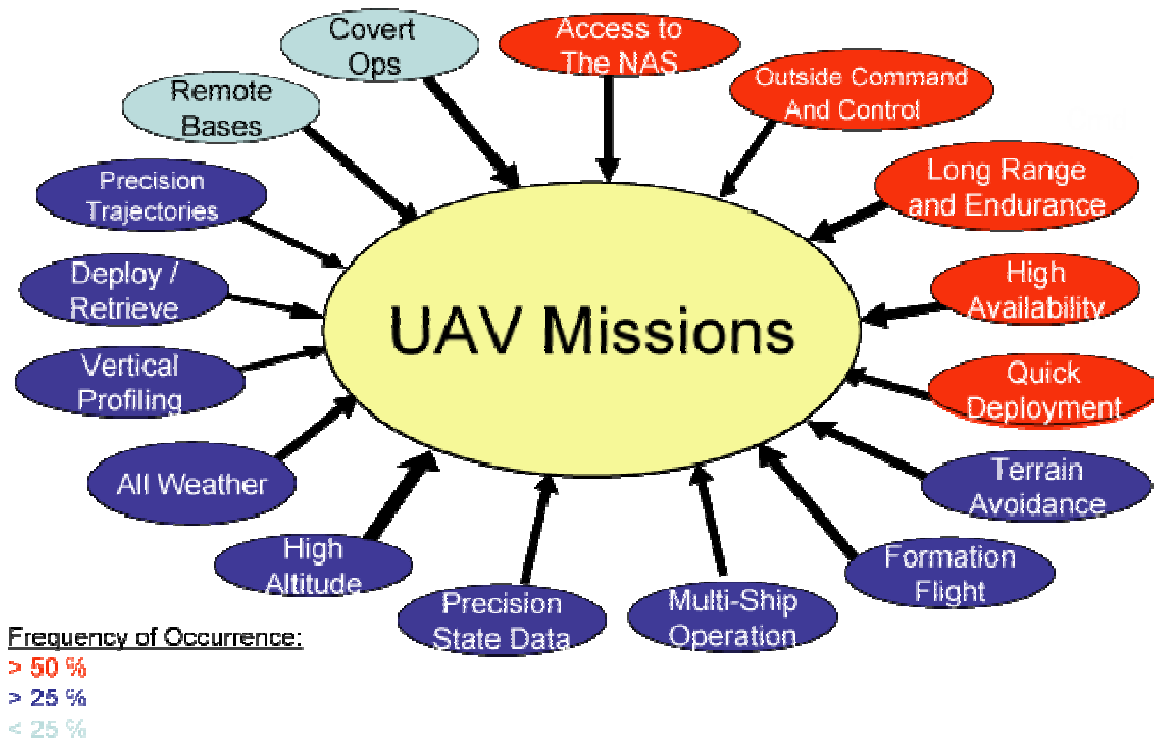 Covert
Ops
Access to
The NAS
Outside Command
And Control
Remote
Bases
Long Range
and Endurance
Precision
Trajectories
High
Availability
Deploy /
Retrieve
UAV Missions
Vertical
Profiling
Quick
Deployment
All Weather
Terrain
Avoidance
High
Altitude
Formation
Flight
Precision
State Data
Multi-Ship
Operation
Frequency of Occurrence:
> 50 %
> 25 %
< 25 %